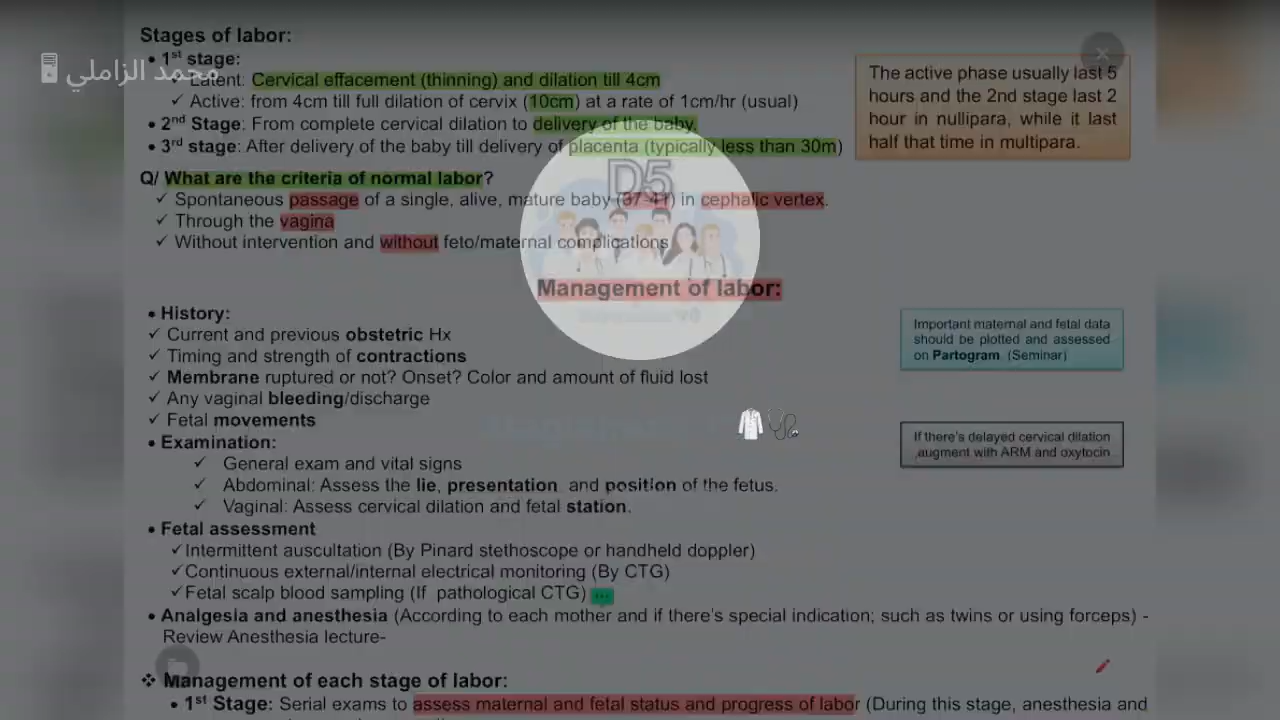 Stages of labor:
محمد الزاملي
• 1st stage:
✓ Latent: Cervical effacement (thinning) and dilation till 4cm
✓ Active: from 4cm till full dilation of cervix (10cm) at a rate of 1cm/hr (usual)
• 2nd Stage: From complete cervical dilation to delivery of the baby.
• 3rd stage: After delivery of the baby till delivery of placenta (typically less than 30m)
The active phase usually last 5
hours and the 2nd stage last 2
hour in nullipara, while it last
half that time in multipara.
Q/ What are the criteria of normal labor?
D5
✓ Spontaneous passage of a single, alive, mature baby (37-41) in cephalic vertex.
✓ Through the vagina
✓ Without intervention and without feto/maternal complications
Management of labor:
• History:
✓ Current and previous obstetric Hx
✓ Timing and strength of contractions
✓ Membrane ruptured or not? Onset? Color and amount of fluid lost
✓ Any vaginal bleeding/discharge
✓ Fetal movements
Important maternal and fetal data
should be plotted and assessed
on Partogram. (Seminar)
• Examination:
✓ General exam and vital signs
✓ Abdominal: Assess the lie, presentation and position of the fetus.
✓ Vaginal: Assess cervical dilation and fetal station.
If there's delayed cervical dilation
augment with ARM and oxytocin
• Fetal assessment
✓Intermittent auscultation (By Pinard stethoscope or handheld doppler)
✓Continuous external/internal electrical monitoring (By CTG)
✓Fetal scalp blood sampling (If pathological CTG) ...
• Analgesia and anesthesia (According to each mother and if there's special indication; such as twins or using forceps) -
Review Anesthesia lecture-
❖ Management of each stage of labor:
• 1st Stage: Serial exams to assess maternal and fetal status and progress of labor (During this stage, anesthesia and